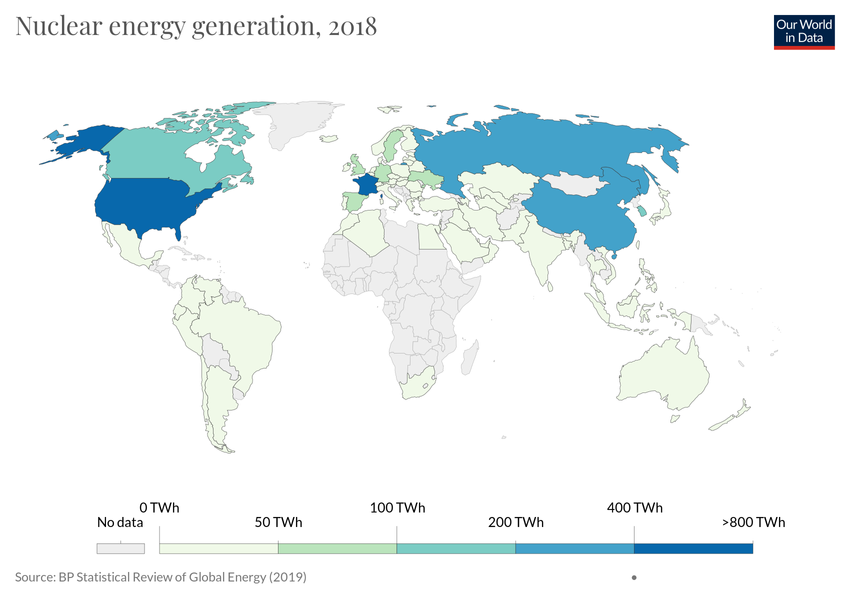 Nuclear energy generation, 2018
Our World
in Data
0 TWh
100 TWh
400 TWh
No data
50 TWh
200 TWh
>800 TWh
Source: BP Statistical Review of Global Energy (2019)